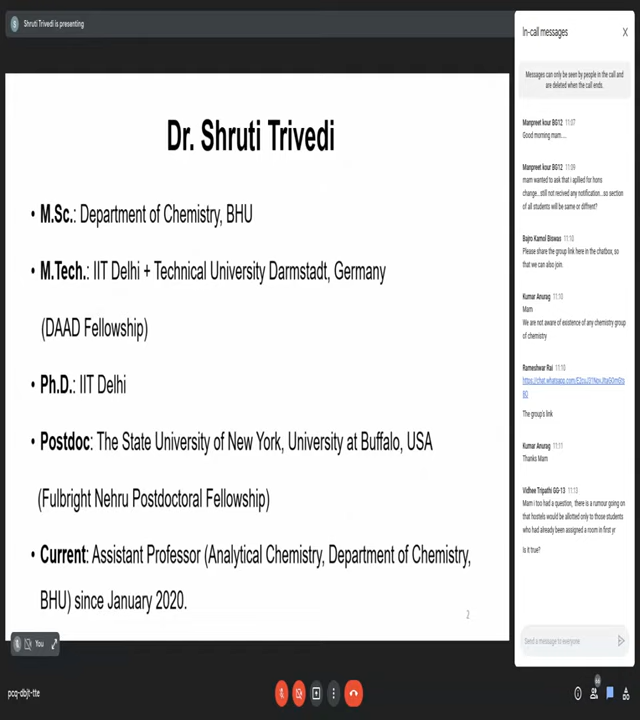 Shruti Trivedi is presenting
Dr. Shruti Trivedi
• M.Sc.: Department of Chemistry, BHU
• M.Tech.: IIT Delhi + Technical University Darmstadt, Germany
(DAAD Fellowship)
• Ph.D.: IIT Delhi
• Postdoc: The State University of New York, University at Buffalo, USA
(Fulbright Nehru Postdoctoral Fellowship)
• Current: Assistant Professor (Analytical Chemistry, Department of Chemistry,
BHU) since January 2020.
2
You
pcq-dbjt-tte
In-call messages
Messages can only be seen by people in the call and
are deleted when the call ends.
Manpreet kour BG12 11:07
Good morning mam....
Manpreet kour BG12 11:09
mam wanted to ask that i apllied for hons
change...still not recived any notification...so section
of all students will be same or diffrent?
Bajro Kamol Biswas 11:10
Please share the group link here in the chatbox, so
that we can also join.
Kumar Anurag 11:10
Mam
We are not aware of existence of any chemistry group
of chemistry
Rameshwar Rai 11:10
The group's link
Kumar Anurag 11:11
Thanks Mam
Vidhee Tripathi GG-13 11:13
Mam i too had a question, there is a rumour going on
that hostels would be allotted only to those students
who had already been assigned a room in first yr
Is it true?
Send a message to everyone